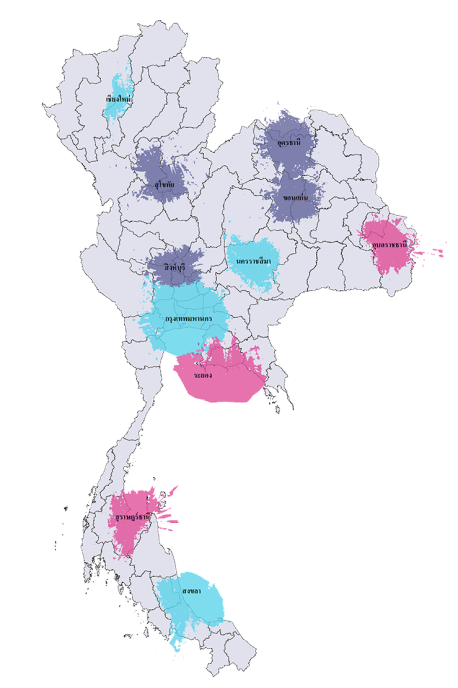 เชียงใหม่
อุดรธานี
สุโขทัย
ขอนแก่น
อุบลราชธานี
นครราชสีมา
สิงห์บุรี
กรุงเทพมหานคร
ระยอง
สุราษฎร์ธานี
สงขลา